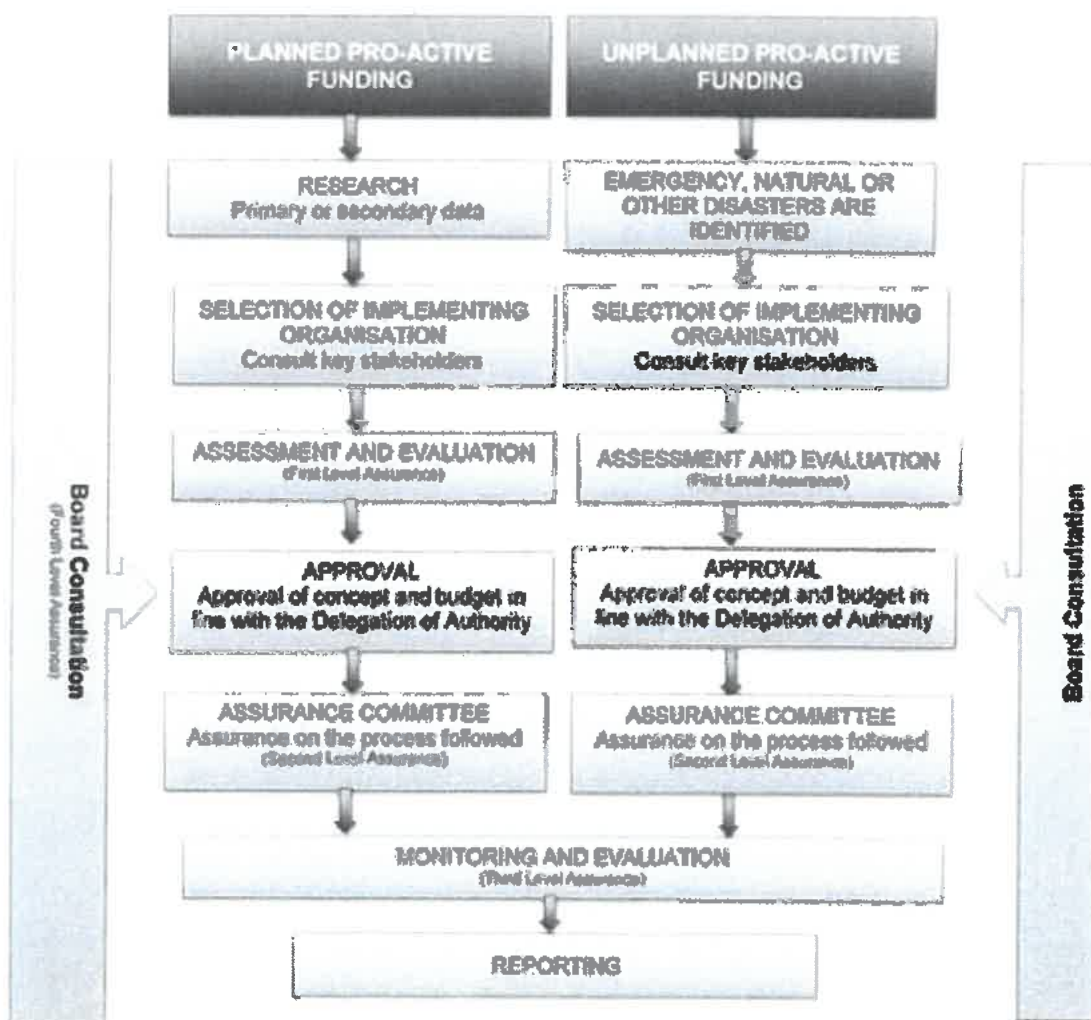 PLANNED PRO-ACTIVE
FUNDING
RESEARCH
Primary or secondary data
SELECTION OF IMPLEMENTING
ORGANISATION
Consult key stakeholders
ASSESSMENT AND EVALUATION
(First Level Assurance)
APPROVAL
Approval of concept and budget in
line with the Delegation of Authority
ASSURANCE COMMITTEE
Assurance on the process followed
(Second Level Assurance)
UNPLANNED PRO-ACTIVE
FUNDING
EMERGENCY, NATURAL OR
OTHER DISASTERS ARE
IDENTIFIED
SELECTION OF IMPLEMENTING
ORGANISATION
Consult key stakeholders
ASSESSMENT AND EVALUATION
(First Level Assurance)
APPROVAL
Approval of concept and budget in
line with the Delegation of Authority
ASSURANCE COMMITTEE
Assurance on the process followed
(Second Level Assurance)
MONITORING AND EVALUATION
(Third Level Assurance)
REPORTING
Board Consultation
(Fourth Level Assurance)
Board Consultation